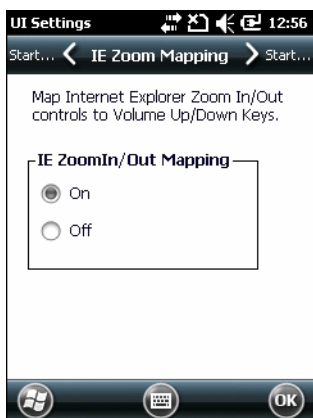 UI Settings 12:56
Start... IE Zoom Mapping Start...
Map Internet Explorer Zoom In/Out
controls to Volume Up/Down Keys.
IE ZoomIn/Out Mapping
On
Off
OK